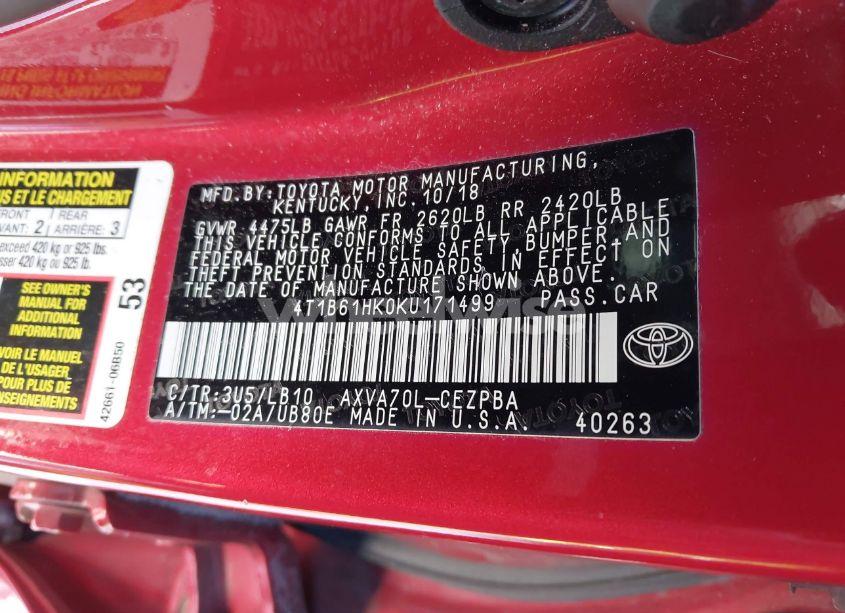 INFORMATION
US ET LE CHARGEMENT
FRONT
VANT: 2
REAR
ARRIÈRE: 3
exceed 420 kg or 925 lbs.
sser 420 kg ou 925 lb.
SEE OWNER'S
MANUAL FOR
ADDITIONAL
INFORMATION
VOIR LE MANUEL
DE L'USAGER
POUR PLUS DE
ENSEIGNEMENTS
53
42661-06B50
MFD. BY: TOYOTA MOTOR MANUFACTURING,
KENTUCKY, INC. 10/18
GVWR 4475LB GAWR FR 2620LB RR 2420LB
THIS VEHICLE CONFORMS TO ALL APPLICABLE
FEDERAL MOTOR VEHICLE SAFETY, BUMPER AND
THEFT PREVENTION STANDARDS IN EFFECT ON
THE DATE OF MANUFACTURE SHOWN ABOVE.
4T1B61HK0KU171499 PASS.CAR
C/TR:3U5/LB10 AXVA70L-CEZPBA
A/TM:-02A/UB80E MADE IN U.S.A. 40263